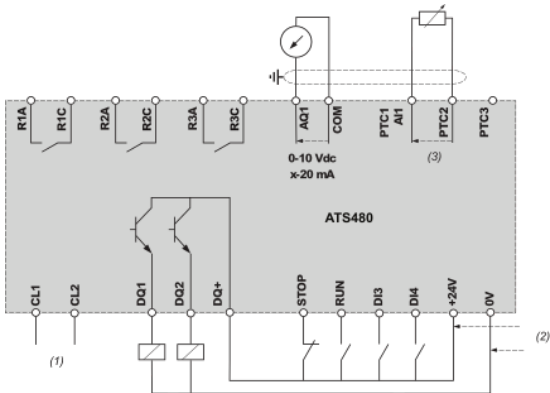 R1A R1C R2A R2C R3A R3C AQ1 COM PTC1 AI1 PTC2 PTC3
0-10 Vdc
x-20 mA
(3)
ATS480
CL1 CL2 DQ1 DQ2 DQ+ STOP RUN DI3 DI4 +24V 0V
(1)
(2)